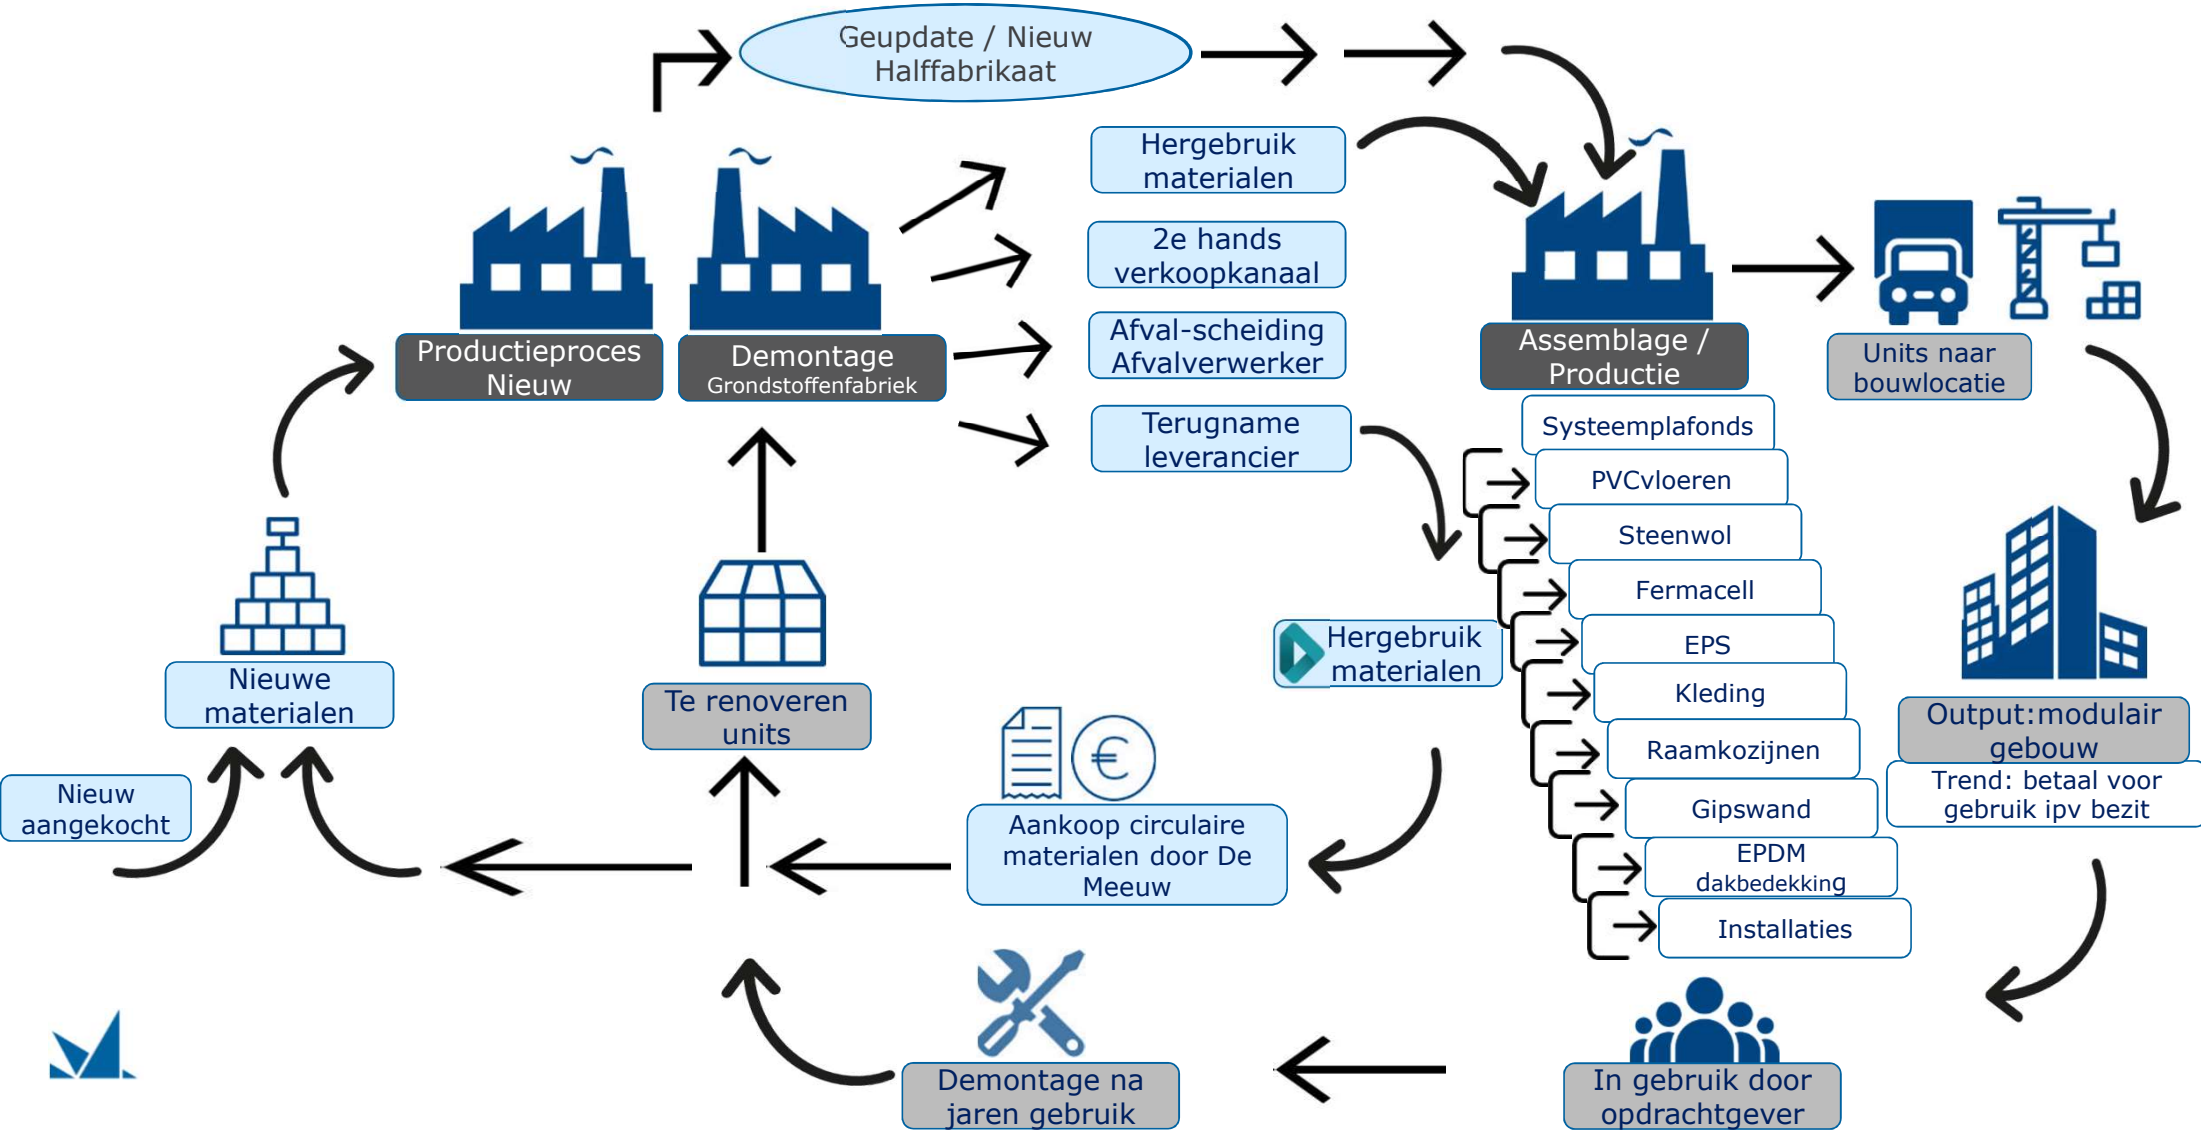 Geupdate / Nieuw
Halffabrikaat
Hergebruik
materialen
2e hands
verkoopkanaal
Afval-scheiding
Afvalverwerker
Terugname
leverancier
Productieproces
Nieuw
Demontage
Grondstoffenfabriek
Assemblage /
Productie
Units naar
bouwlocatie
Systeemplafonds
PVCvloeren
Steenwol
Fermacell
EPS
Kleding
Raamkozijnen
Gipswand
EPDM
dakbedekking
Installaties
Hergebruik
materialen
Nieuwe
materialen
Te renoveren
units
Output:modulair
gebouw
Trend: betaal voor
gebruik ipv bezit
Nieuw
aangekocht
€
Aankoop circulaire
materialen door De
Meeuw
Demontage na
jaren gebruik
In gebruik door
opdrachtgever